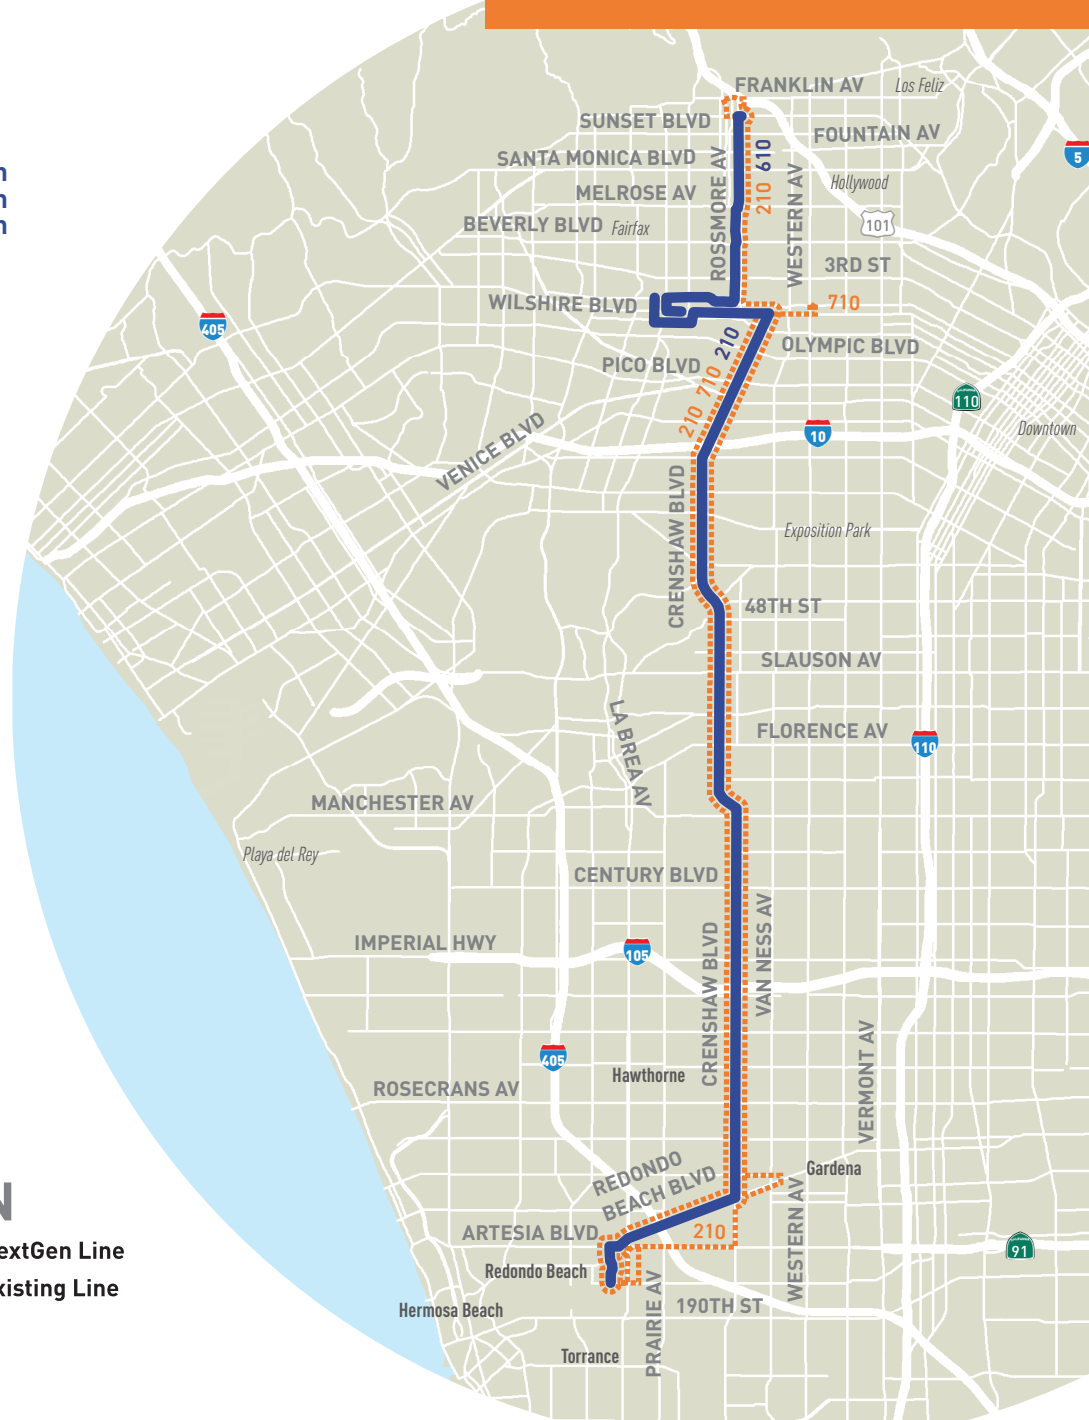 FRANKLIN AV
Los Feliz
SUNSET BLVD
FOUNTAIN AV
5
SANTA MONICA BLVD
610
210
ROSSMORE AV
WESTERN AV
Hollywood
MELROSE AV
BEVERLY BLVD
Fairfax
101
3RD ST
WILSHIRE BLVD
710
405
210
OLYMPIC BLVD
PICO BLVD
210 710
110
10
Downtown
VENICE BLVD
CRENSHAW BLVD
Exposition Park
48TH ST
SLAUSON AV
LA BREA AV
FLORENCE AV
110
MANCHESTER AV
Playa del Rey
CENTURY BLVD
VAN NESS AV
CRENSHAW BLVD
IMPERIAL HWY
105
405
Hawthorne
VERMONT AV
ROSECRANS AV
REDONDO
BEACH BLVD
Gardena
WESTERN AV
N
ARTESIA BLVD
210
91
extGen Line
Redondo Beach
xisting Line
PRAIRIE AV
190TH ST
Hermosa Beach
Torrance